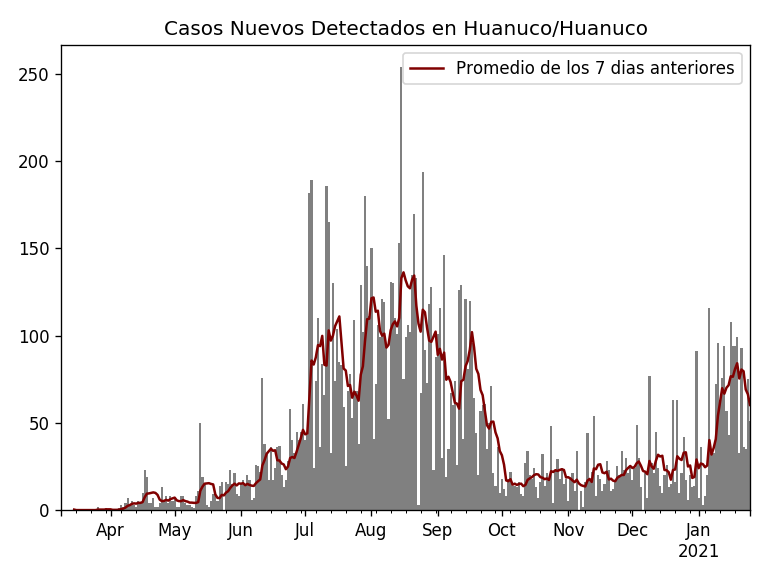 Casos Nuevos Detectados en Huanuco/Huanuco
Promedio de los 7 dias anteriores
250
200
150
100
50
0
Apr May Jun Jul Aug Sep Oct Nov Dec Jan
2021